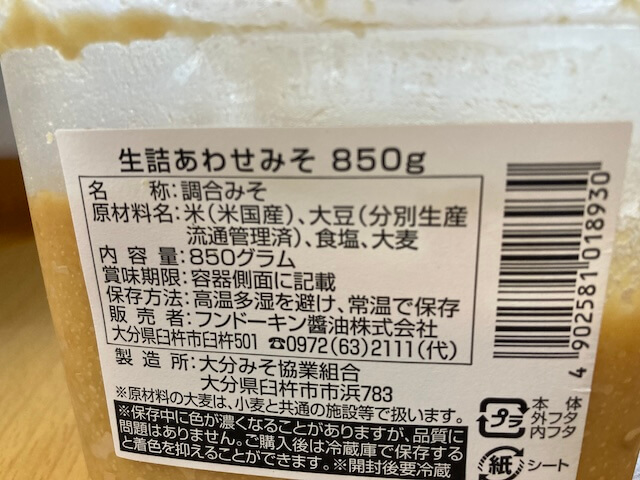 生詰あわせみそ 850g
名 称:調合みそ
原材料名:米(米国産)、大豆(分別生産
流通管理済)、食塩、大麦
内容量:850グラム
賞味期限:容器側面に記載
保存方法:高温多湿を避け、常温で保存
販売者:フンドーキン醬油株式会社
大分県臼杵市臼杵501 ☎0972(63)2111(代)
製造所:大分みそ協業組合
大分県臼杵市市浜783
※原材料の大麦は、小麦と共通の施設等で扱います。
※保存中に色が濃くなることがありますが、品質に
問題はありません。ご購入後は冷蔵庫で保存する
と着色を抑えることができます。※開封後要冷蔵
4 902581 018930
プラ
本体
外フタ
内フタ
紙 シート